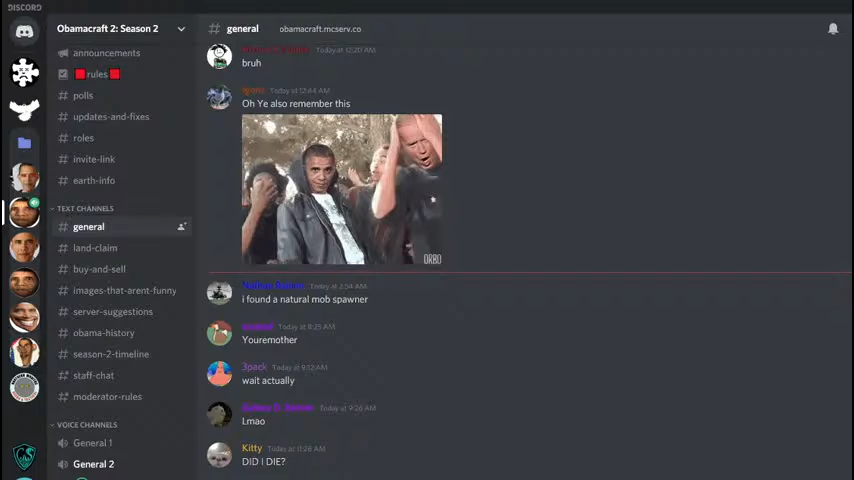 DISCORD
Obamacraft 2: Season 2
announcements
rules
polls
updates-and-fixes
roles
invite-link
earth-info
TEXT CHANNELS
general
land-claim
buy-and-sell
images-that-arent-funny
server-suggestions
obama-history
season-2-timeline
staff-chat
moderator-rules
VOICE CHANNELS
General 1
General 2
general
obamacraft.mcserv.co
Today at 12:20 AM
bruh
Today at 12:44 AM
Oh Ye also remember this
ORBO
Today at 2:54 AM
i found a natural mob spawner
Today at 8:25 AM
Youremother
3pack Today at 9:12 AM
wait actually
Today at 9:26 AM
Lmao
Kitty Today at 11:28 AM
DID I DIE?